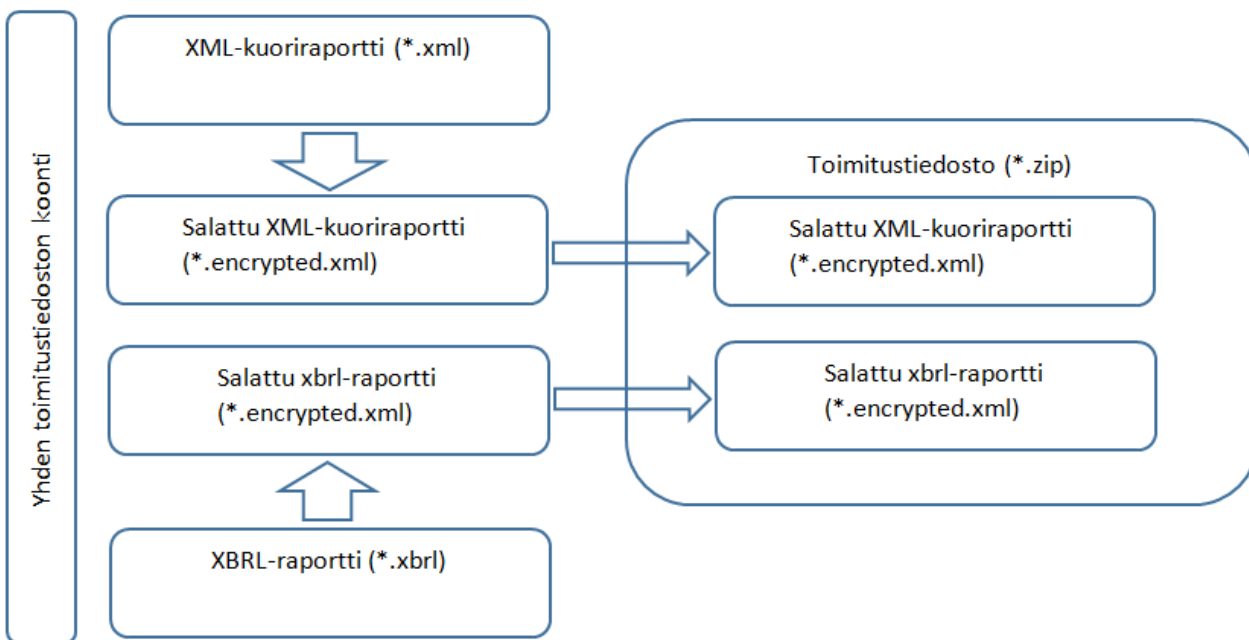 Yhden toimitustiedoston koonti
XML-kuoriraportti (*.xml)
Salattu XML-kuoriraportti
(*.encrypted.xml)
Salattu xbrl-raportti
(*.encrypted.xml)
XBRL-raportti (*.xbrl)
Toimitustiedosto (*.zip)
Salattu XML-kuoriraportti
(*.encrypted.xml)
Salattu xbrl-raportti
(*.encrypted.xml)